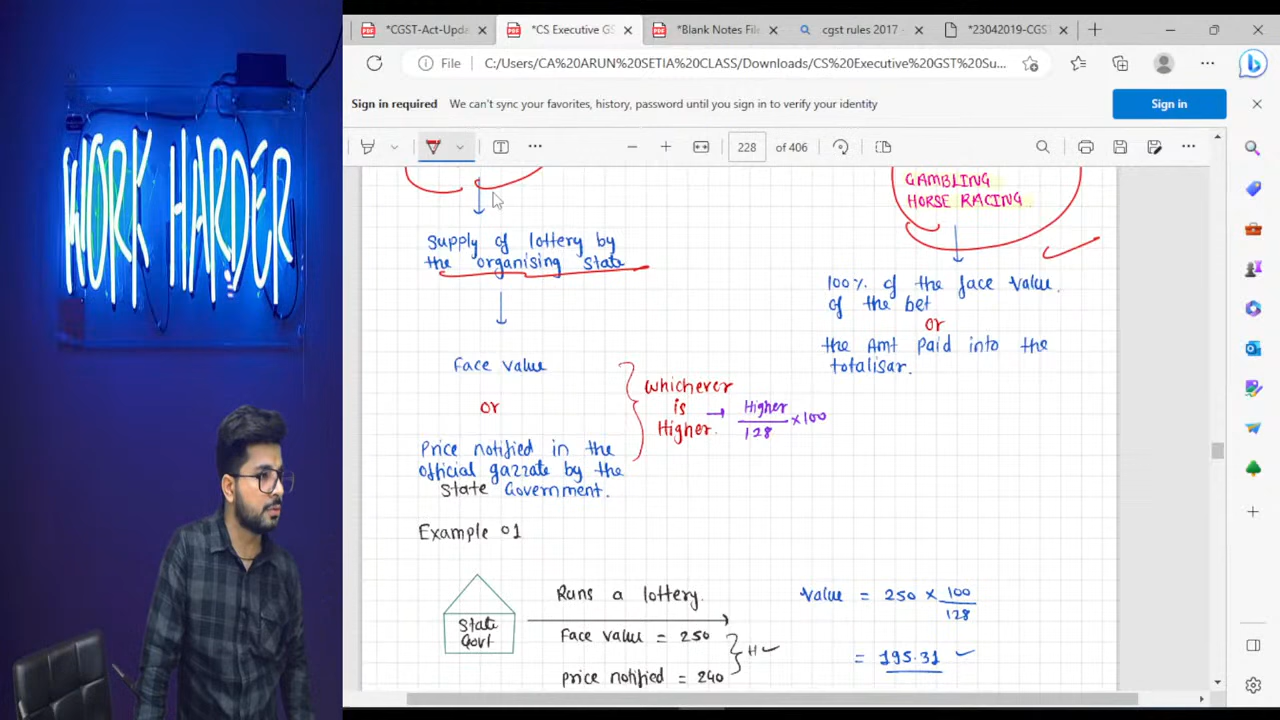 WORK HARDER
*CGST-Act-Upda
*CS Executive GS
*Blank Notes File
cgst rules 2017 -
*23042019-CGST
File
C:/Users/CA%20ARUN%20SETIA%20CLASS/Downloads/CS%20Executive%20GST%20Su...
Sign in required
We can't sync your favorites, history, password until you sign in to verify your identity
Sign in
228 of 406
GAMBLING
HORSE RACING
Supply of lottery by
the organising State
100% of the face value
of the bet
or
the Amt Paid into the
totalisar.
Face value
or
Price notified in the
official gazzate by the
State Government.
Whichever
is
Higher.
→ Higher/128 ×100
Example 01
State
Govt
Runs a lottery.
Face value = 250
Price notified = 240
H
Value = 250 × 100/128
= 195.31